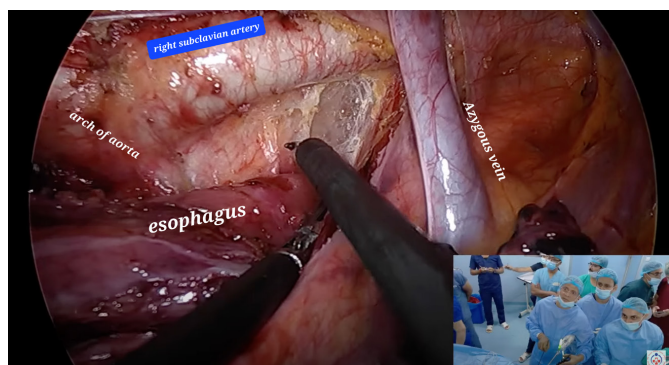 right subclavian artery
arch of aorta
Azygous vein
esophagus